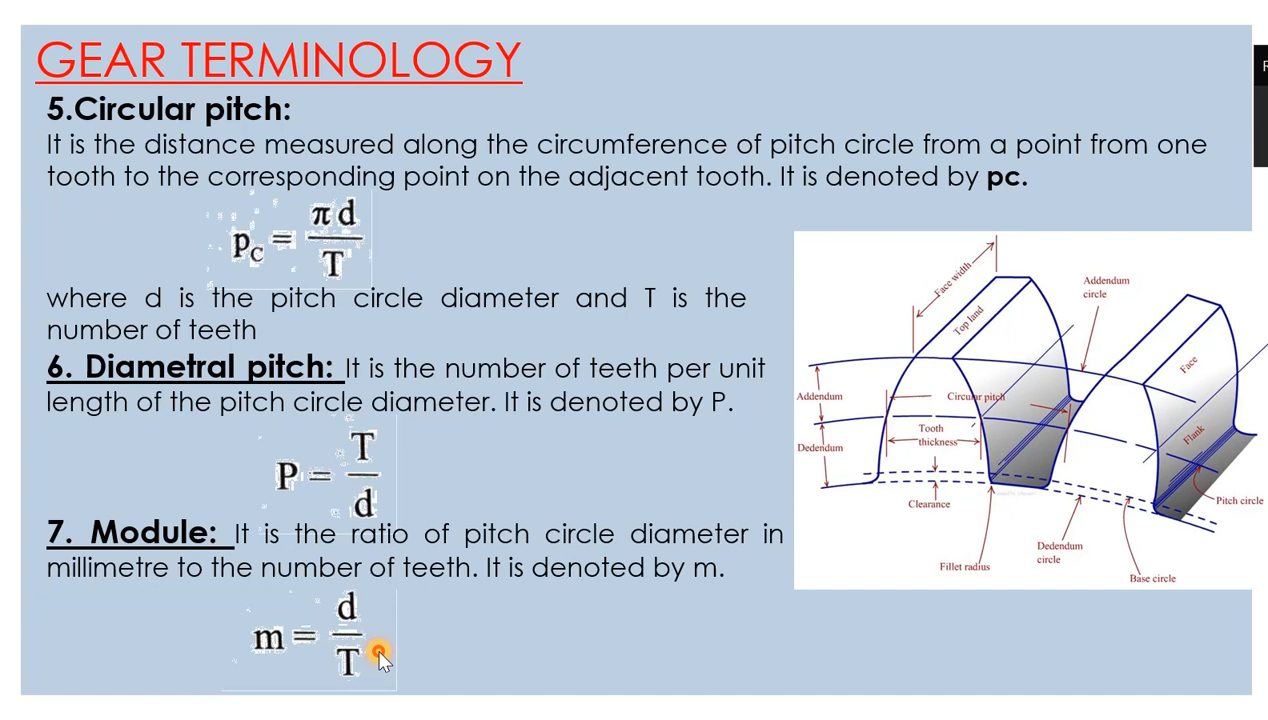 GEAR TERMINOLOGY
5.Circular pitch:
It is the distance measured along the circumference of pitch circle from a point from one
tooth to the corresponding point on the adjacent tooth. It is denoted by pc.
pC = πd / T
where d is the pitch circle diameter and T is the
number of teeth
6. Diametral pitch: It is the number of teeth per unit
length of the pitch circle diameter. It is denoted by P.
P = T / d
7. Module: It is the ratio of pitch circle diameter in
millimetre to the number of teeth. It is denoted by m.
m = d / T
Face width
Top land
Addendum
circle
Face
Addendum
Circular pitch
Tooth
thickness
Dedendum
Flank
Clearance
Pitch circle
Fillet radius
Dedendum
circle
Base circle
R